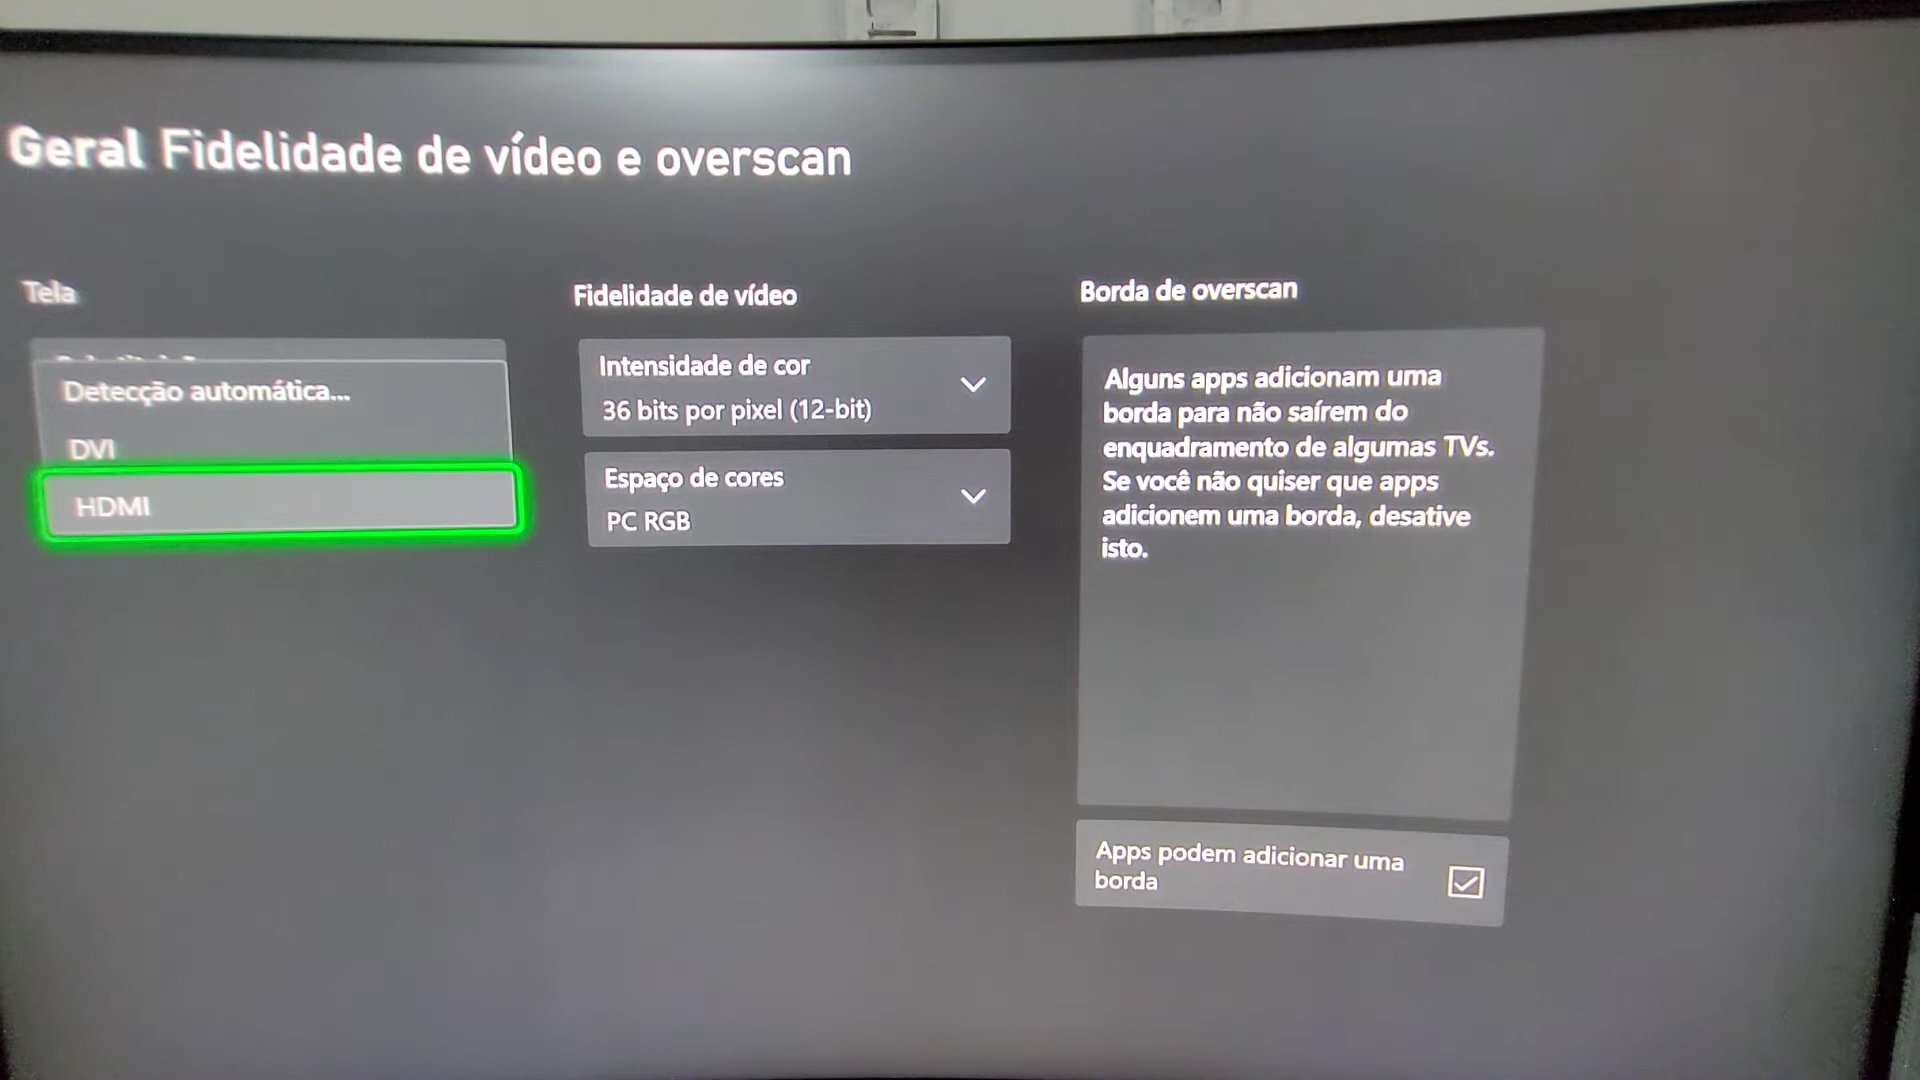 Geral Fidelidade de vídeo e overscan
Tela
Detecção automática...
DVI
HDMI
Fidelidade de vídeo
Intensidade de cor
36 bits por pixel (12-bit)
Espaço de cores
PC RGB
Borda de overscan
Alguns apps adicionam uma
borda para não saírem do
enquadramento de algumas TVs.
Se você não quiser que apps
adicionem uma borda, desative
isto.
Apps podem adicionar uma
borda